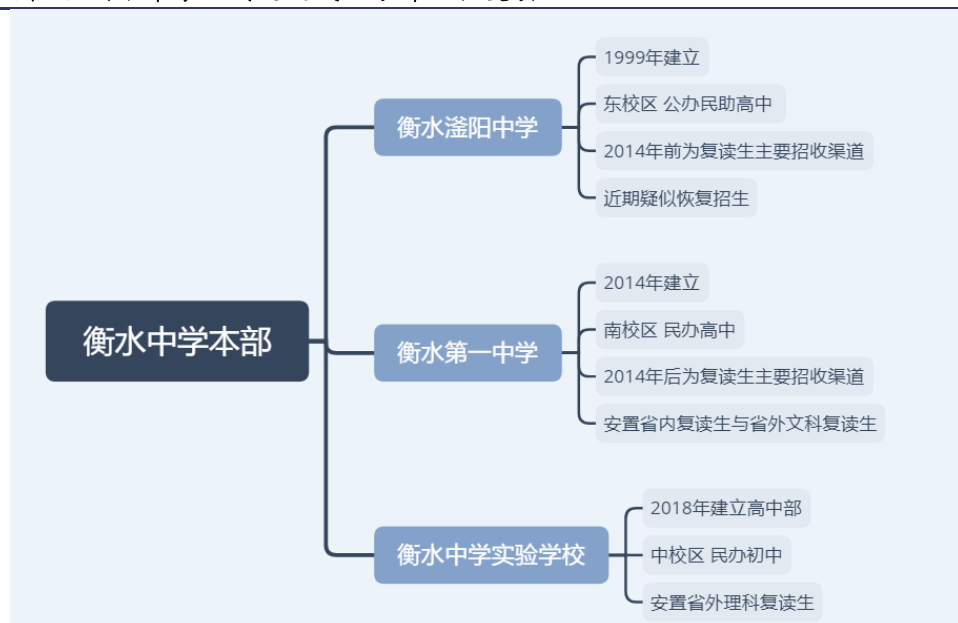 衡水中学本部
衡水滏阳中学
1999年建立
东校区 公办民助高中
2014年前为复读生主要招收渠道
近期疑似恢复招生
衡水第一中学
2014年建立
南校区 民办高中
2014年后为复读生主要招收渠道
安置省内复读生与省外文科复读生
衡水中学实验学校
2018年建立高中部
中校区 民办初中
安置省外理科复读生